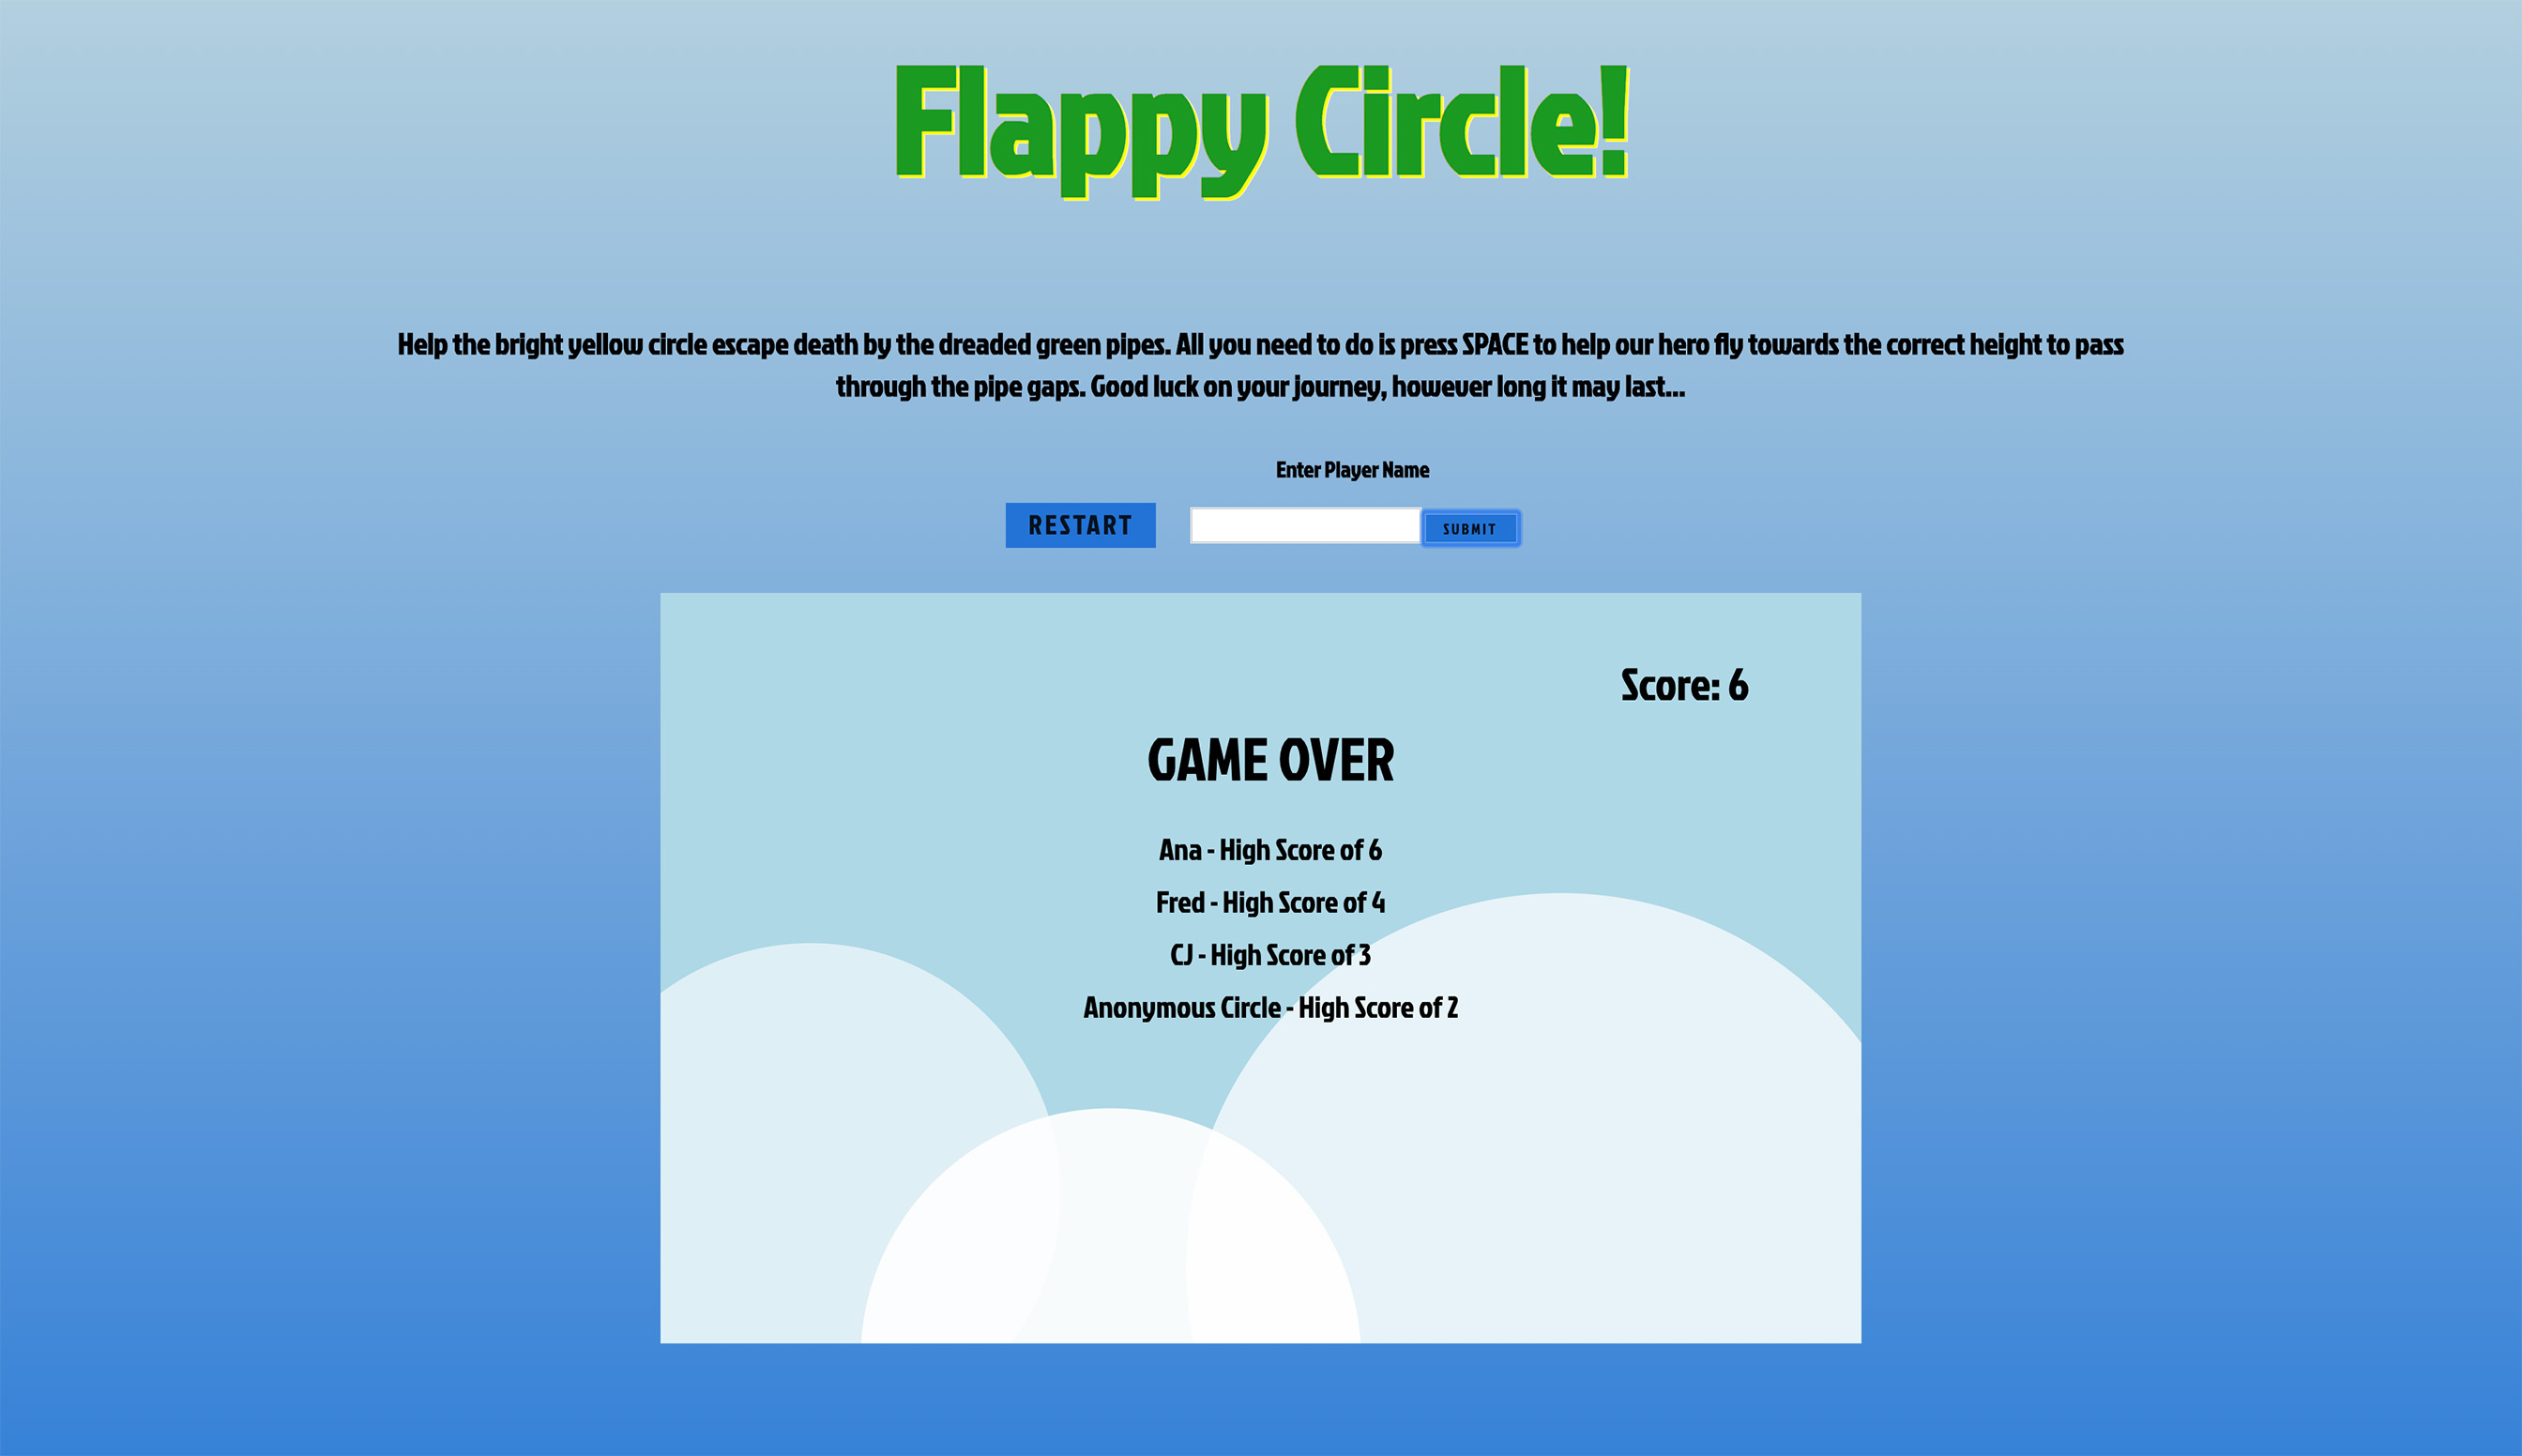 Flappy Circle!
Help the bright yellow circle escape death by the dreaded green pipes. All you need to do is press SPACE to help our hero fly towards the correct height to pass
through the pipe gaps. Good luck on your journey, however long it may last...
Enter Player Name
RESTART
SUBMIT
Score: 6
GAME OVER
Ana - High Score of 6
Fred - High Score of 4
CJ - High Score of 3
Anonymous Circle - High Score of 2